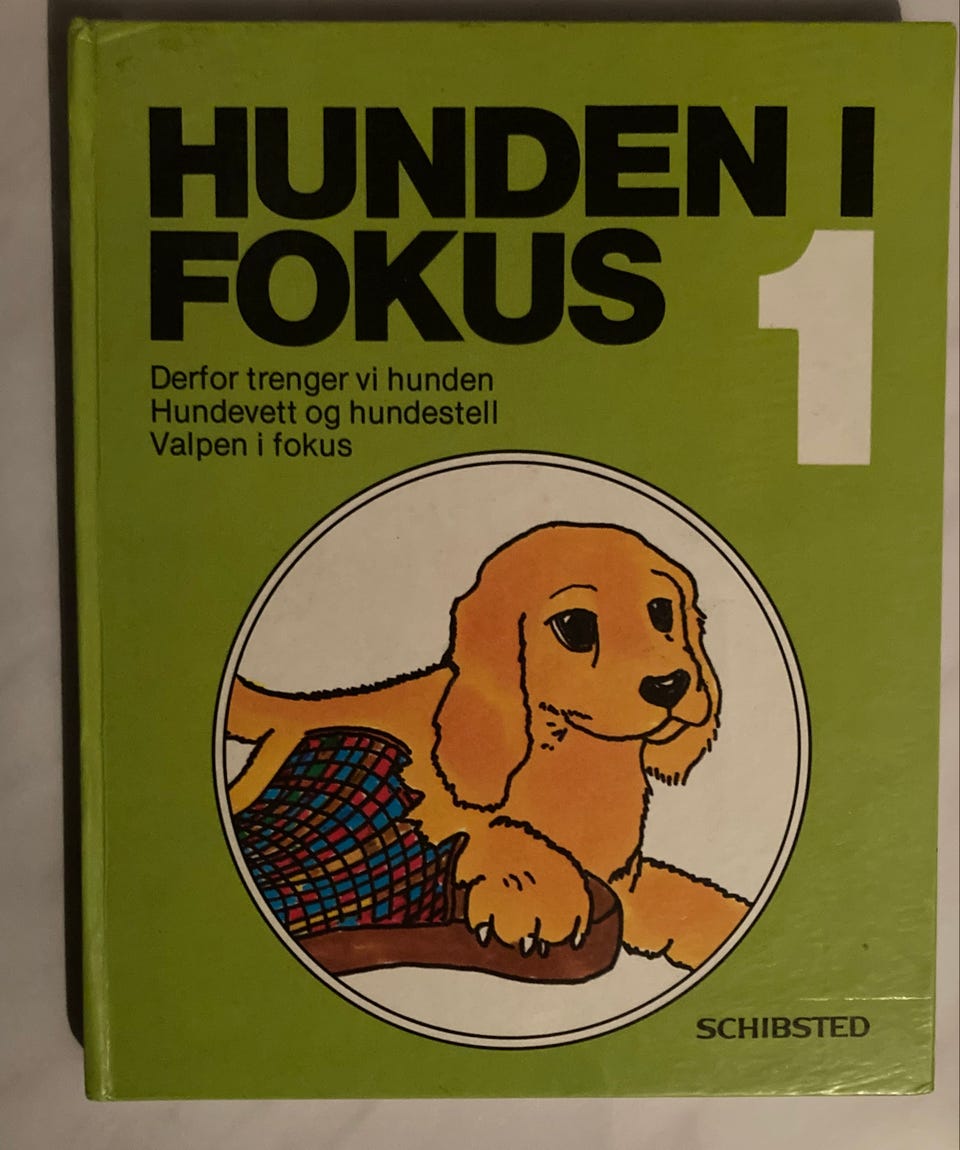 HUNDEN I
FOKUS 1
Derfor trenger vi hunden
Hundevett og hundestell
Valpen i fokus
SCHIBSTED